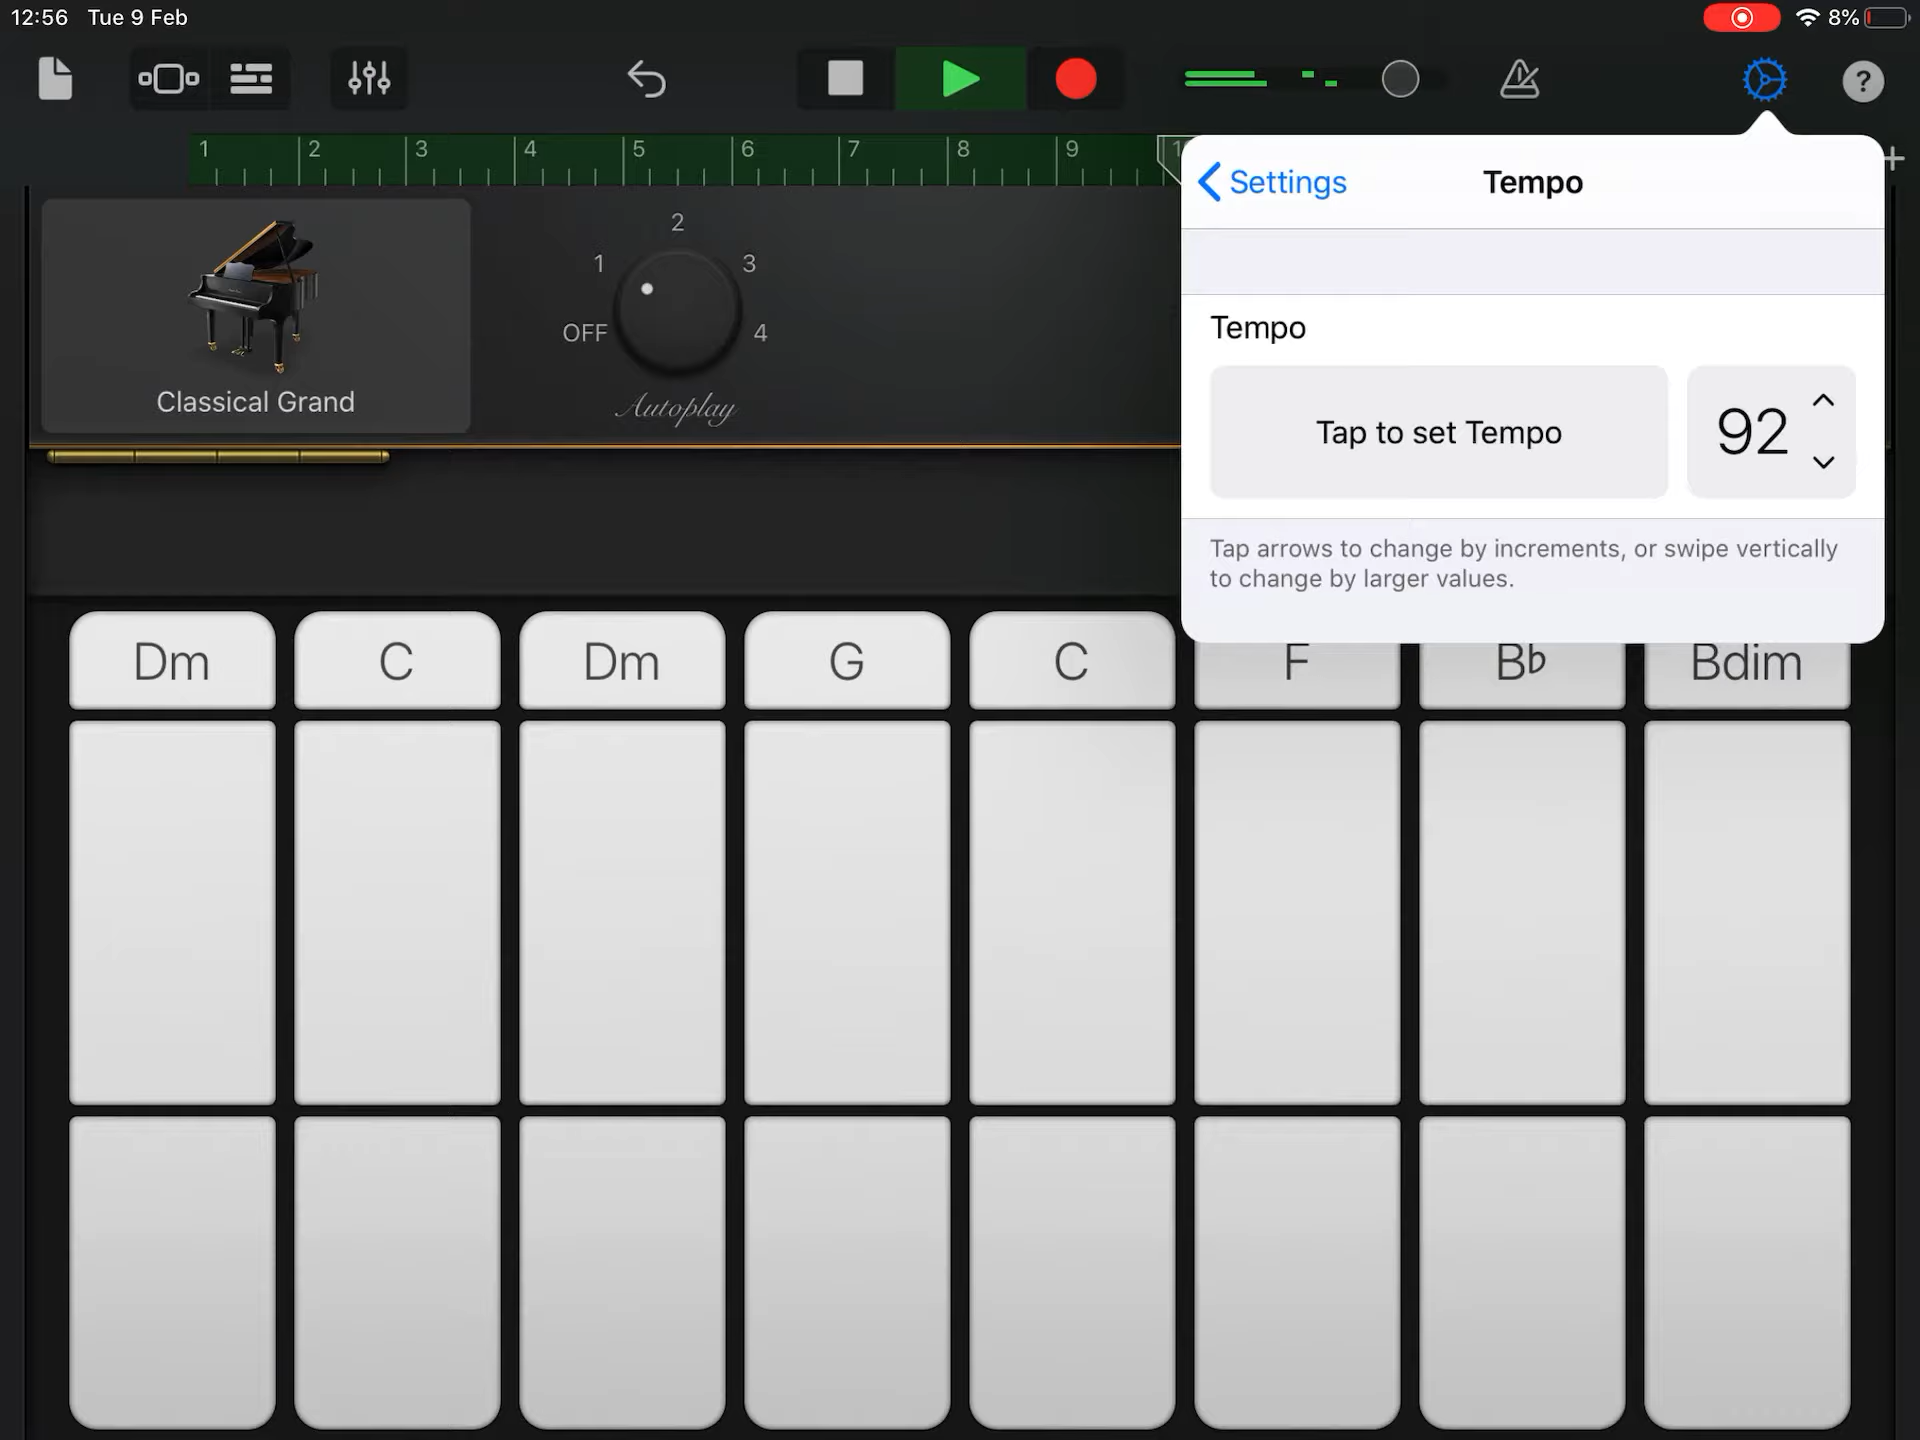 12:56 Tue 9 Feb 8%
?
1 2 3 4 5 6 7 8 9
Settings Tempo
2
1 3
OFF 4
Autoplay
Classical Grand
Tempo
Tap to set Tempo 92
Tap arrows to change by increments, or swipe vertically
to change by larger values.
Dm C Dm G C F Bb Bdim